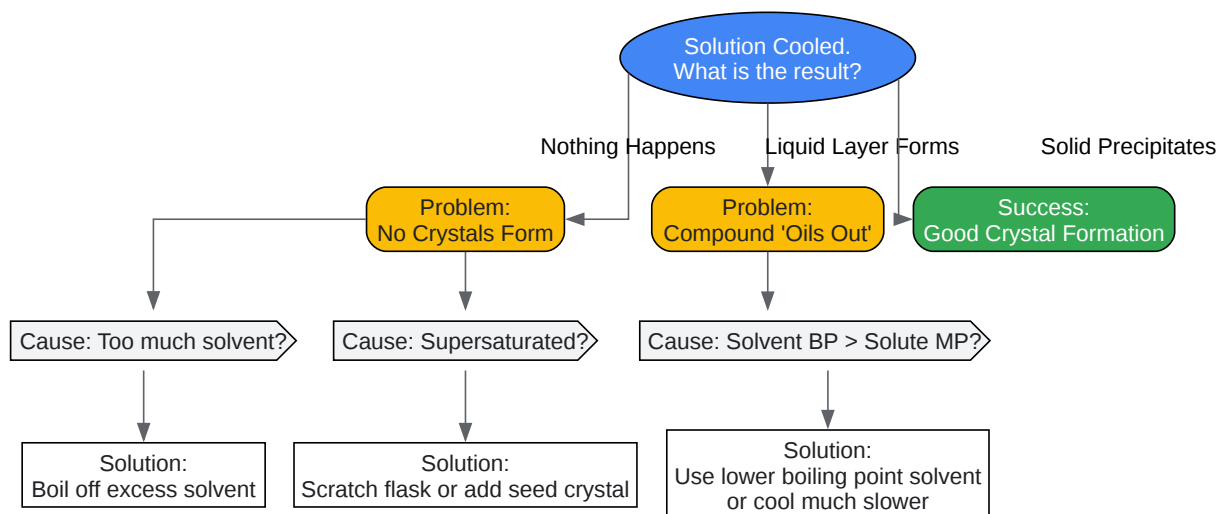 Solution Cooled.
What is the result?
Nothing Happens
Liquid Layer Forms
Solid Precipitates
Problem:
No Crystals Form
Problem:
Compound 'Oils Out'
Success:
Good Crystal Formation
Cause: Too much solvent?
Cause: Supersaturated?
Cause: Solvent BP > Solute MP?
Solution:
Boil off excess solvent
Solution:
Scratch flask or add seed crystal
Solution:
Use lower boiling point solvent
or cool much slower